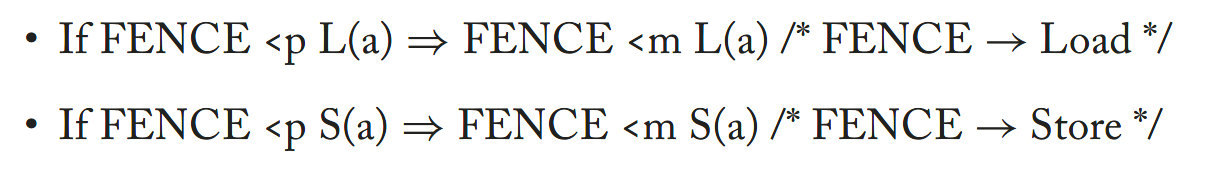 • If FENCE <p L(a) ⇒ FENCE <m L(a) /* FENCE → Load */
• If FENCE <p S(a) ⇒ FENCE <m S(a) /* FENCE → Store */